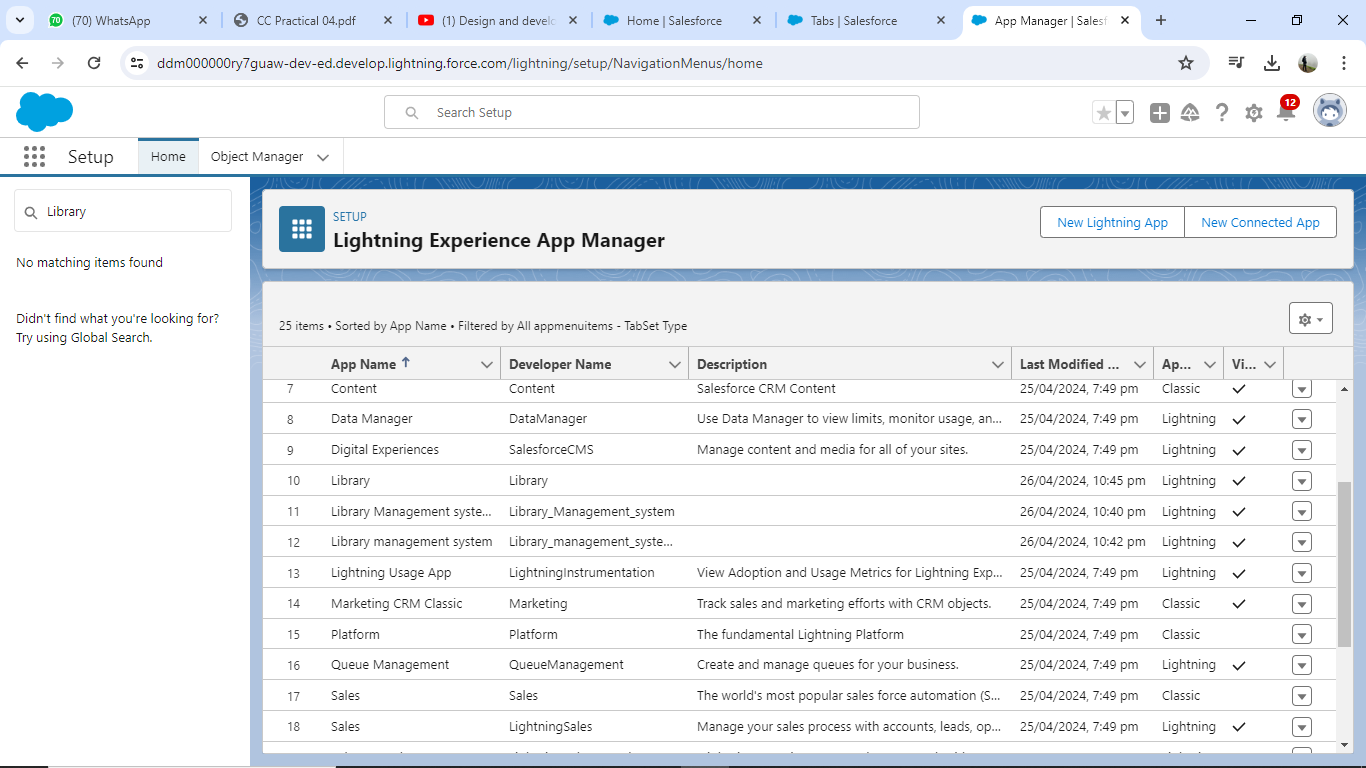 70
(70) WhatsApp
CC Practical 04.pdf
(1) Design and develo
Home | Salesforce
Tabs | Salesforce
App Manager | Salesf
ddm000000ry7guaw-dev-ed.develop.lightning.force.com/lightning/setup/NavigationMenus/home
Search Setup
12
Setup
Home
Object Manager
Library
No matching items found
Didn't find what you're looking for?
Try using Global Search.
SETUP
Lightning Experience App Manager
New Lightning App
New Connected App
25 items • Sorted by App Name • Filtered by All appmenuitems - TabSet Type
App Name ↑ Developer Name Description Last Modified ... Ap... Vi...
7 Content Content Salesforce CRM Content 25/04/2024, 7:49 pm Classic
8 Data Manager DataManager Use Data Manager to view limits, monitor usage, an... 25/04/2024, 7:49 pm Lightning
9 Digital Experiences SalesforceCMS Manage content and media for all of your sites. 25/04/2024, 7:49 pm Lightning
10 Library Library 26/04/2024, 10:45 pm Lightning
11 Library Management syste... Library_Management_system 26/04/2024, 10:40 pm Lightning
12 Library management system Library_management_syste... 26/04/2024, 10:42 pm Lightning
13 Lightning Usage App LightningInstrumentation View Adoption and Usage Metrics for Lightning Exp... 25/04/2024, 7:49 pm Lightning
14 Marketing CRM Classic Marketing Track sales and marketing efforts with CRM objects. 25/04/2024, 7:49 pm Classic
15 Platform Platform The fundamental Lightning Platform 25/04/2024, 7:49 pm Classic
16 Queue Management QueueManagement Create and manage queues for your business. 25/04/2024, 7:49 pm Lightning
17 Sales Sales The world's most popular sales force automation (S... 25/04/2024, 7:49 pm Classic
18 Sales LightningSales Manage your sales process with accounts, leads, op... 25/04/2024, 7:49 pm Lightning